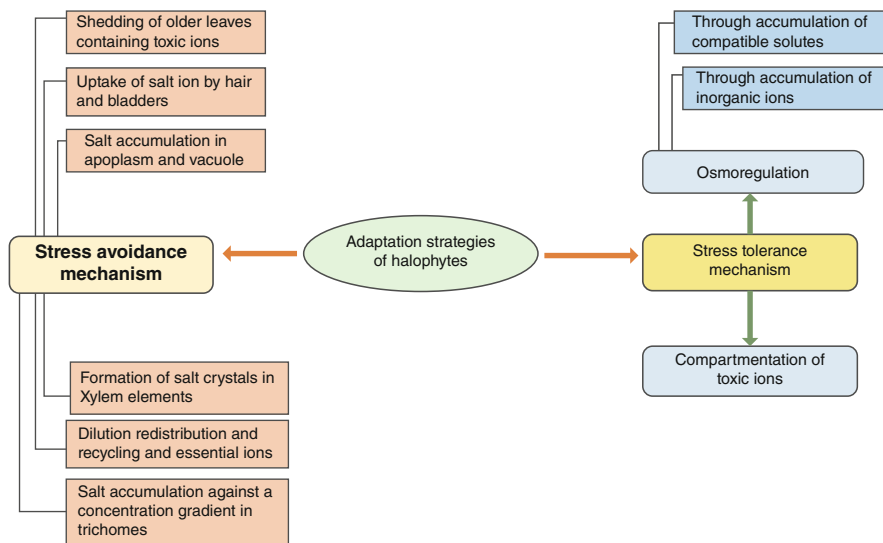 Shedding of older leaves
containing toxic ions
Uptake of salt ion by hair
and bladders
Salt accumulation in
apoplasm and vacuole
Stress avoidance
mechanism
Formation of salt crystals in
Xylem elements
Dilution redistribution and
recycling and essential ions
Salt accumulation against a
concentration gradient in
trichomes
Adaptation strategies
of halophytes
Through accumulation of
compatible solutes
Through accumulation of
inorganic ions
Osmoregulation
Stress tolerance
mechanism
Compartmentation of
toxic ions